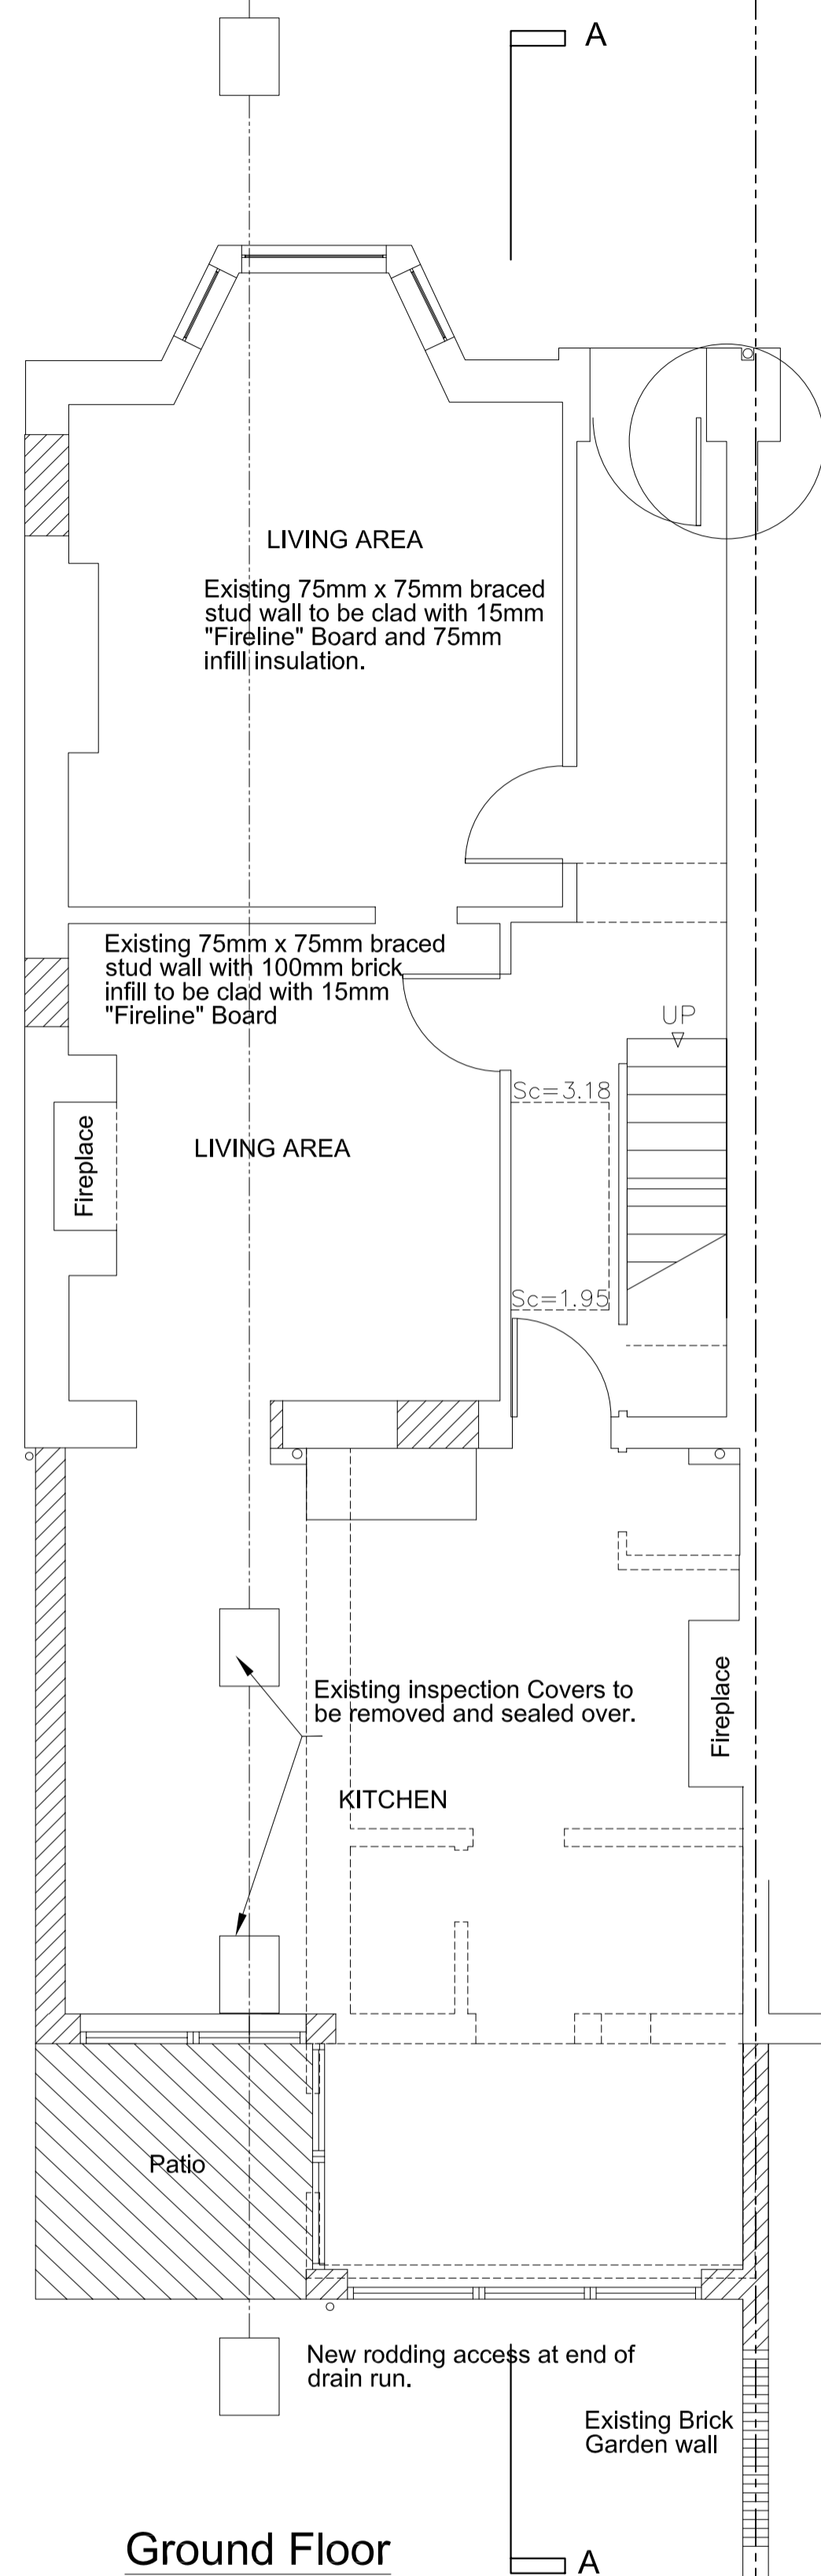 A
LIVING AREA
Existing 75mm x 75mm braced
stud wall to be clad with 15mm
"Fireline" Board and 75mm
infill insulation.
Existing 75mm x 75mm braced
stud wall with 100mm brick
infill to be clad with 15mm
"Fireline" Board
UP
Sc=3.18
Fireplace
LIVING AREA
Sc=1.95
Existing inspection Covers to
be removed and sealed over.
Fireplace
KITCHEN
Patio
New rodding access at end of
drain run.
Existing Brick
Garden wall
Ground Floor
A